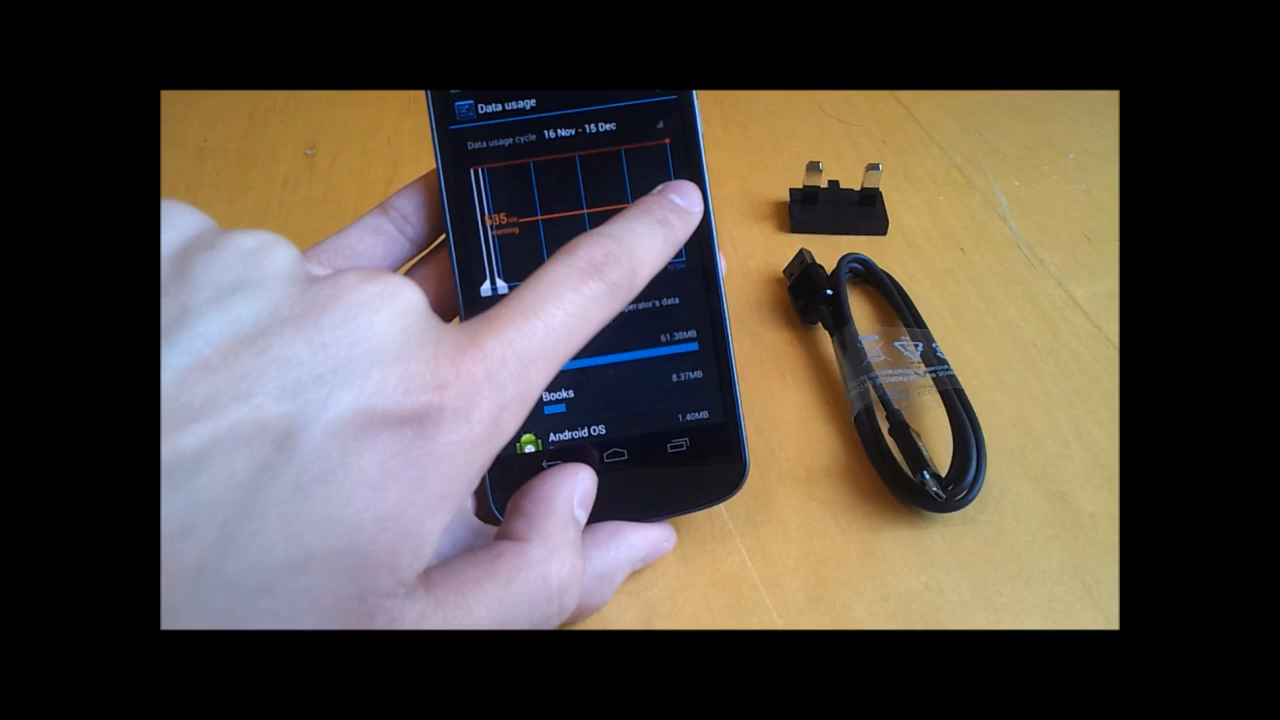 Data usage
Data usage cycle 16 Nov - 15 Dec
535 MB
warning
operator's data
61.38MB
8.37MB
Books
1.40MB
Android OS